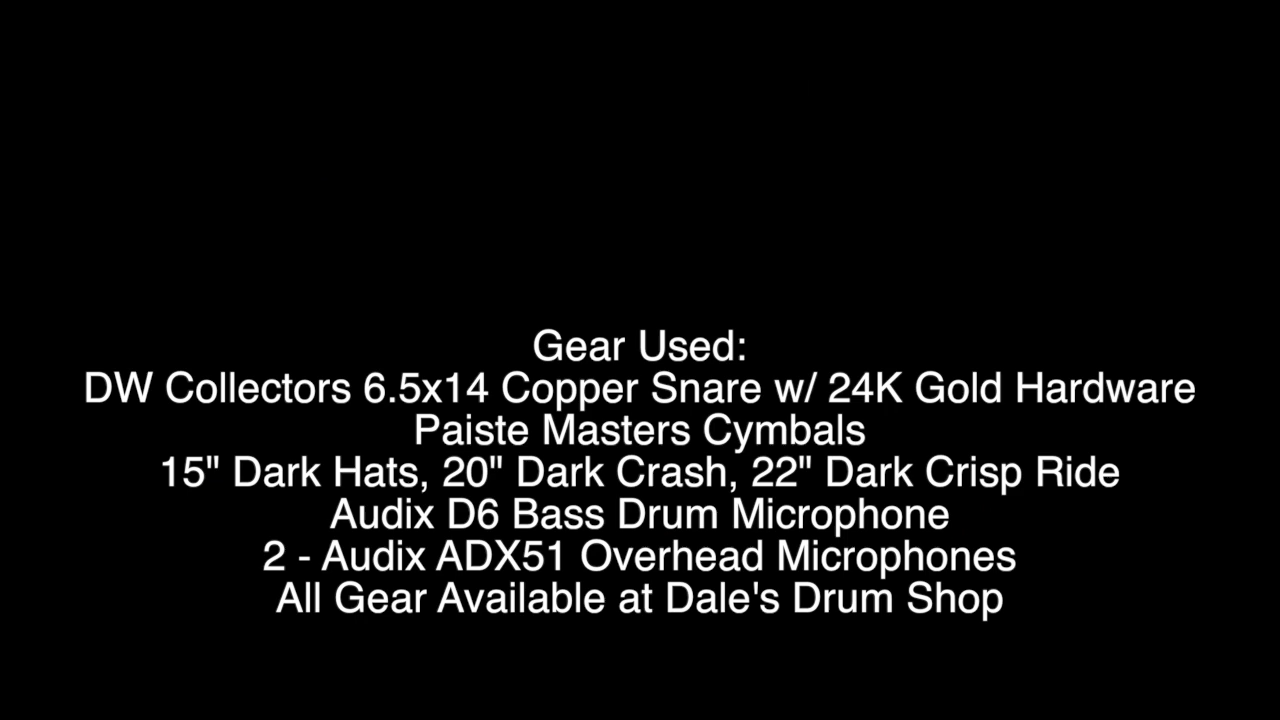 Gear Used:
DW Collectors 6.5x14 Copper Snare w/ 24K Gold Hardware
Paiste Masters Cymbals
15" Dark Hats, 20" Dark Crash, 22" Dark Crisp Ride
Audix D6 Bass Drum Microphone
2 - Audix ADX51 Overhead Microphones
All Gear Available at Dale's Drum Shop